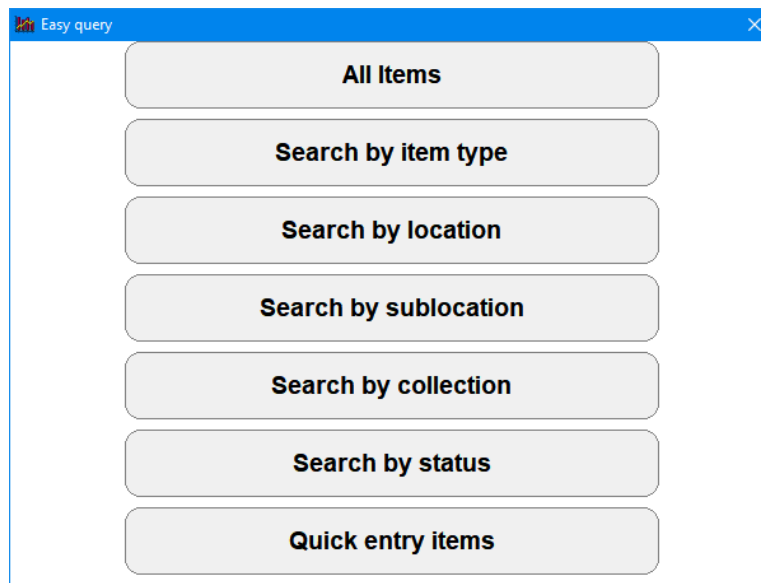 Easy query
All Items
Search by item type
Search by location
Search by sublocation
Search by collection
Search by status
Quick entry items